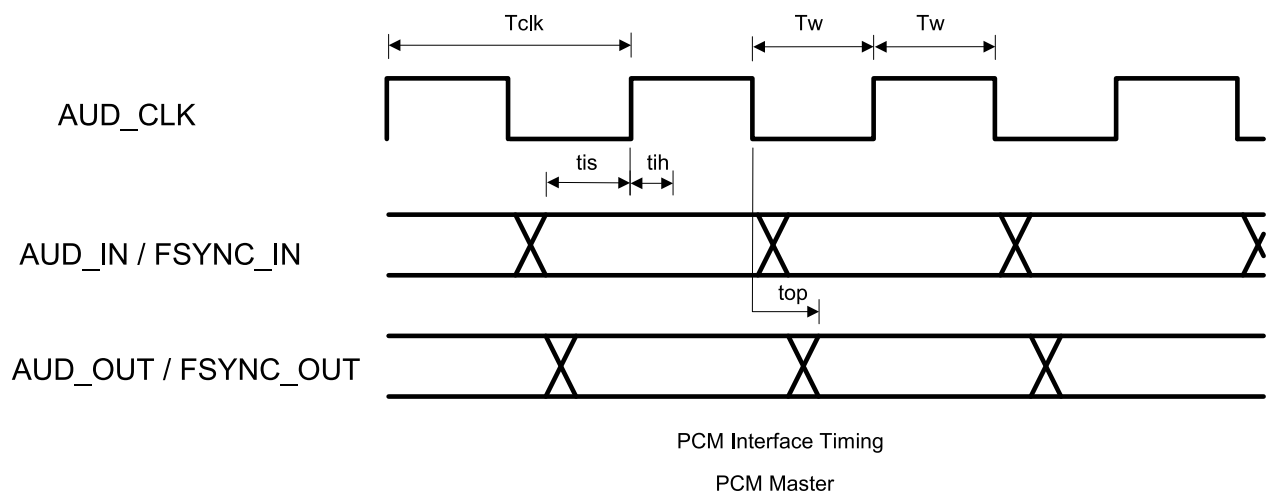 Tclk Tw Tw
AUD_CLK
tis tih
AUD_IN / FSYNC_IN
top
AUD_OUT / FSYNC_OUT
PCM Interface Timing
PCM Master